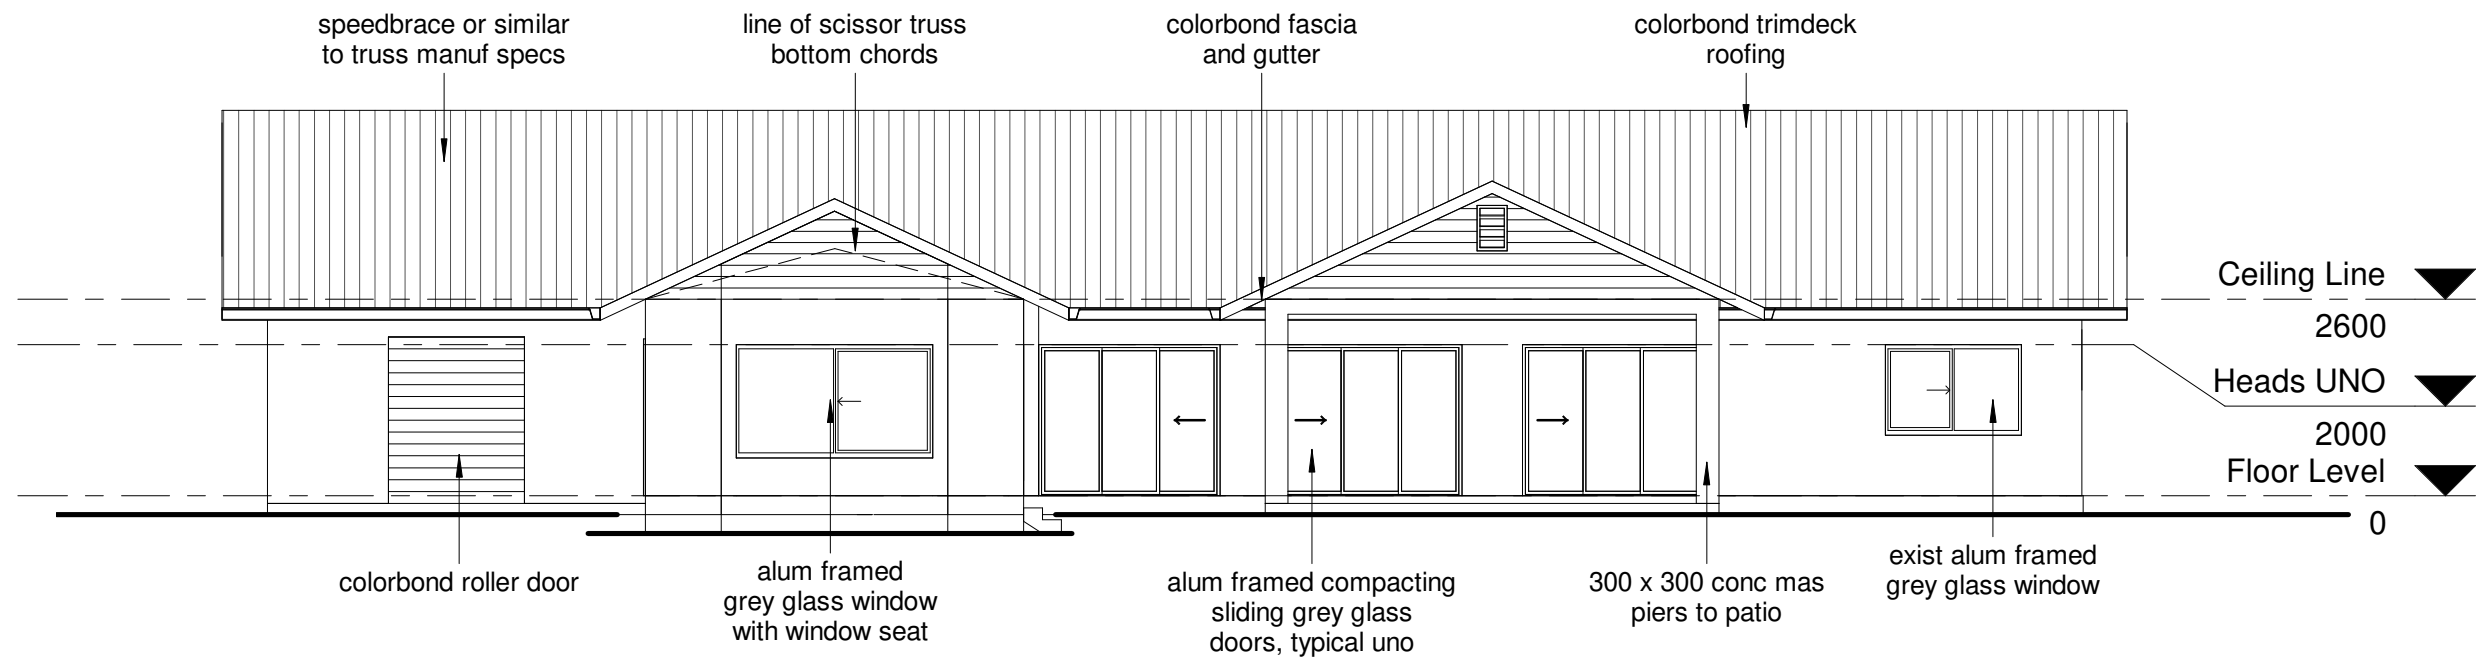 speedbrace or similar
to truss manuf specs
line of scissor truss
bottom chords
colorbond fascia
and gutter
colorbond trimdeck
roofing
Ceiling Line
2600
Heads UNO
2000
Floor Level
0
colorbond roller door
alum framed
grey glass window
with window seat
alum framed compacting
sliding grey glass
doors, typical uno
300 x 300 conc mas
piers to patio
exist alum framed
grey glass window